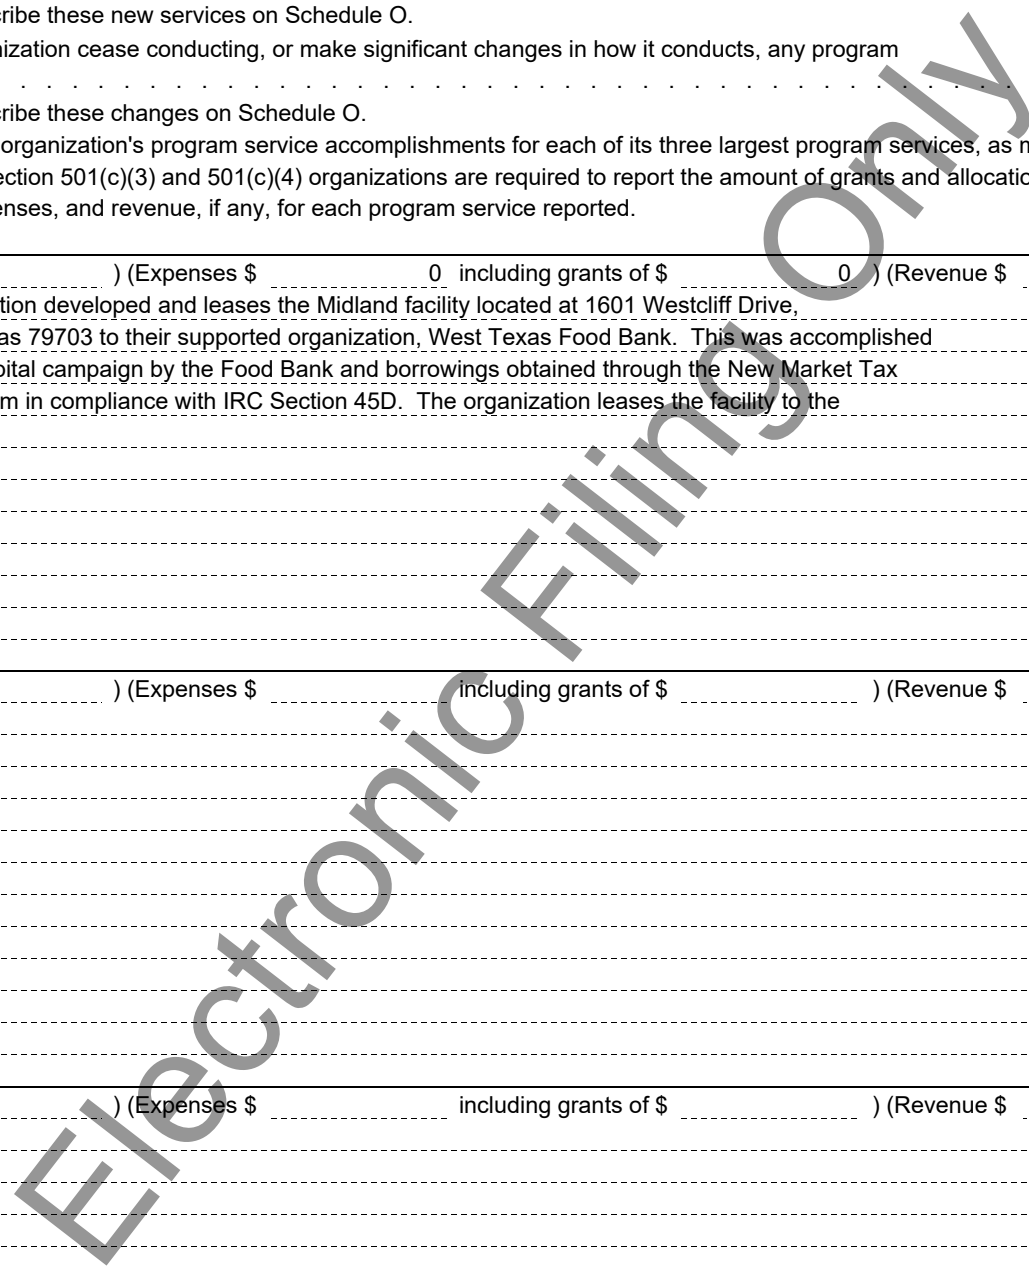 cribe these new services on Schedule O.
nization cease conducting, or make significant changes in how it conducts, any program
. . . . . . . . . . . . . . . . . . . . . . . . . . . . . . . . . . . . . . .
cribe these changes on Schedule O.
organization's program service accomplishments for each of its three largest program services, as m
ection 501(c)(3) and 501(c)(4) organizations are required to report the amount of grants and allocatio
enses, and revenue, if any, for each program service reported.
) (Expenses $ 0 including grants of $ 0 ) (Revenue $
tion developed and leases the Midland facility located at 1601 Westcliff Drive,
as 79703 to their supported organization, West Texas Food Bank. This was accomplished
pital campaign by the Food Bank and borrowings obtained through the New Market Tax
m in compliance with IRC Section 45D. The organization leases the facility to the
) (Expenses $ including grants of $ ) (Revenue $
) (Expenses $ including grants of $ ) (Revenue $
Electronic Filing Only